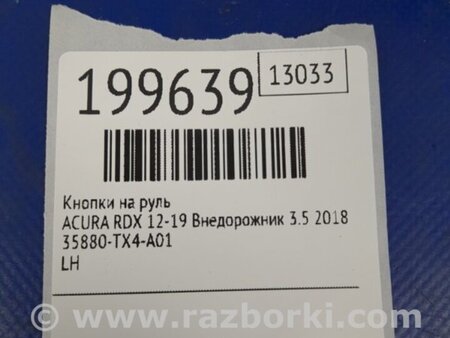 199639
13033
Кнопки на руль
ACURA RDX 12-19 Внедорожник 3.5 2018
35880-TX4-A01
LH
© www.razborki.com